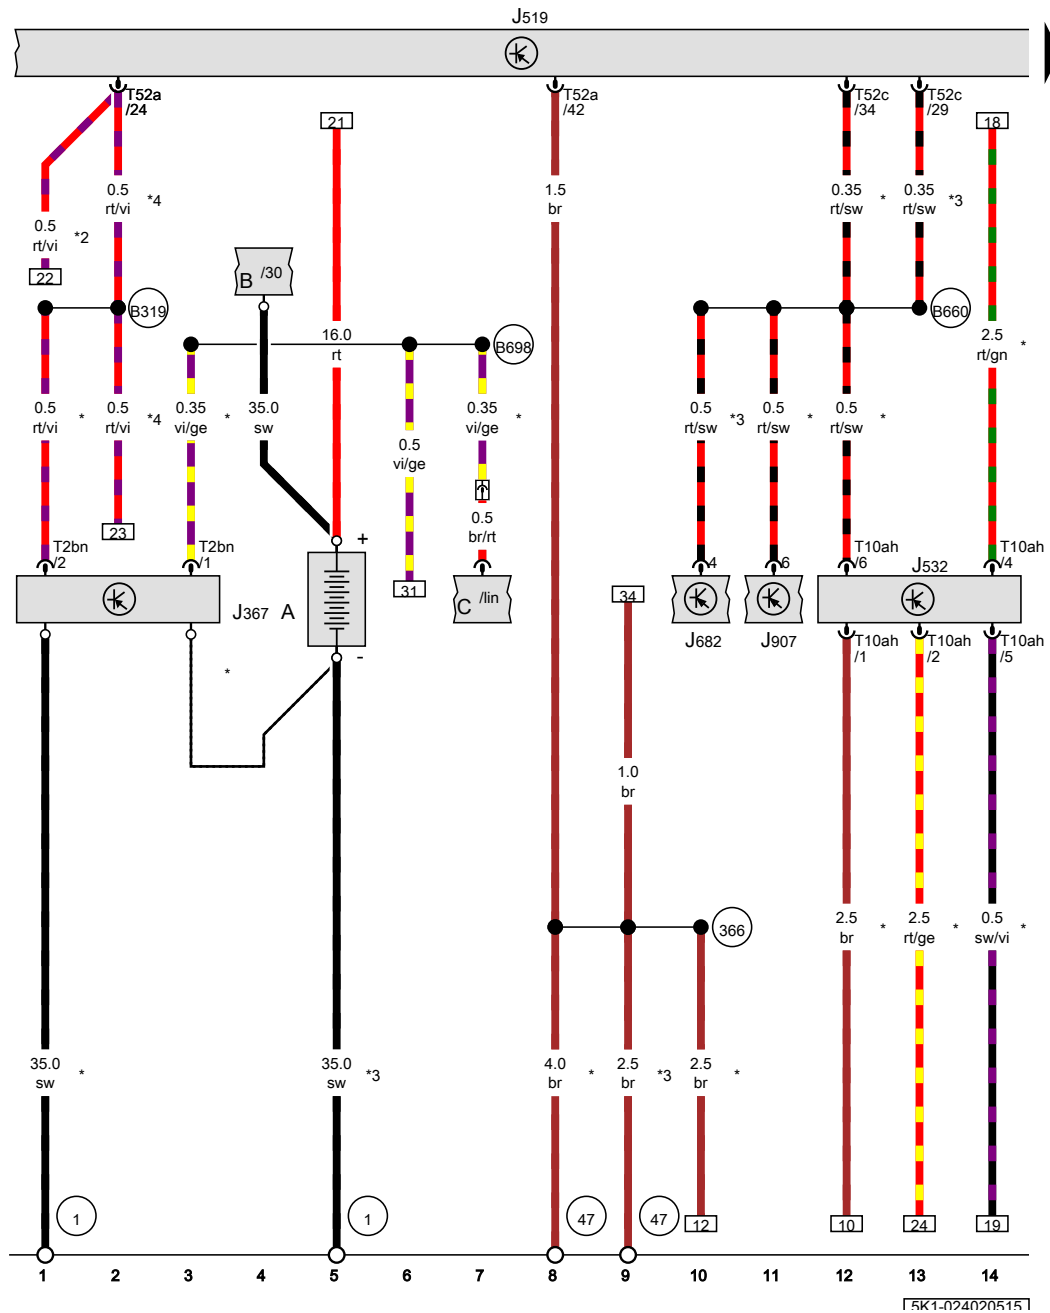 J519
T52a
/24
T52a
/42
T52c
/34
T52c
/29
21
18
0.5
rt/vi
*4
1.5
br
0.35
rt/sw
*
0.35
rt/sw
*3
0.5
rt/vi
*2
22
B /30
B319
B660
B698
16.0
rt
2.5
rt/gn
*
0.5
rt/vi
*
0.5
rt/vi
*4
0.35
vi/ge
*
35.0
sw
0.5
vi/ge
0.35
vi/ge
*
0.5
rt/sw
*3
0.5
rt/sw
*
0.5
rt/sw
*
0.5
br/rt
23
T2bn
/2
T2bn
/1
+
T10ah
/6
T10ah
/4
4
6
J532
31
34
C /lin
J367
A
-
J682
J907
T10ah
/1
T10ah
/2
T10ah
/5
*
1.0
br
2.5
br
*
2.5
rt/ge
*
0.5
sw/vi
*
366
35.0
sw
*
35.0
sw
*3
4.0
br
*
2.5
br
*3
2.5
br
*
1
1
47
47
12
10
24
19
1 2 3 4 5 6 7 8 9 10 11 12 13 14
5K1-024020515